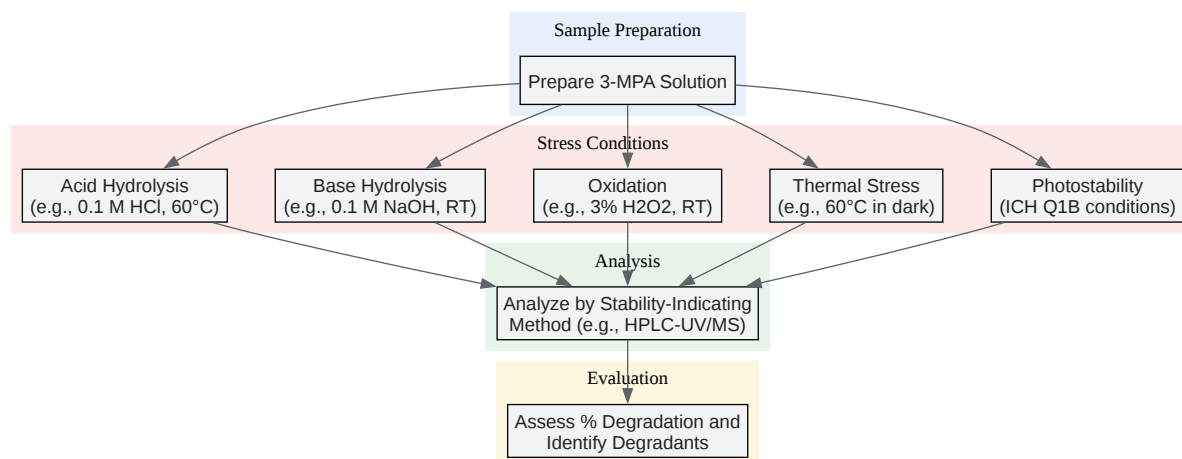 Sample Preparation
Prepare 3-MPA Solution
Stress Conditions
Acid Hydrolysis
(e.g., 0.1 M HCl, 60°C)
Base Hydrolysis
(e.g., 0.1 M NaOH, RT)
Oxidation
(e.g., 3% H2O2, RT)
Thermal Stress
(e.g., 60°C in dark)
Photostability
(ICH Q1B conditions)
Analysis
Analyze by Stability-Indicating
Method (e.g., HPLC-UV/MS)
Evaluation
Assess % Degradation and
Identify Degradants